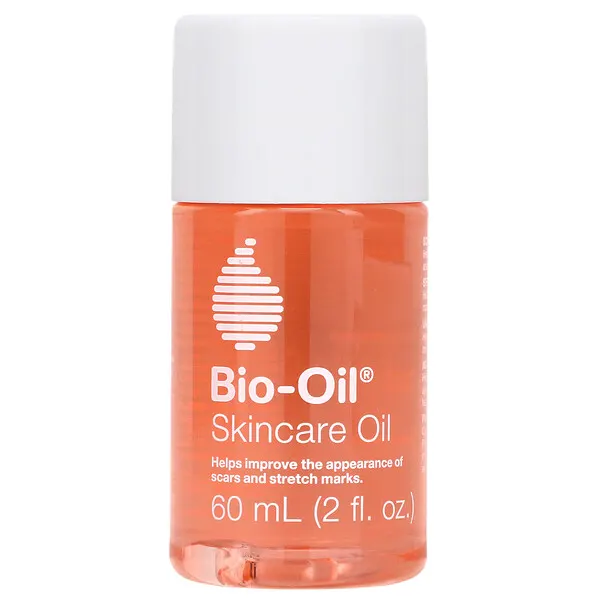 Bio-Oil®
Skincare Oil
Helps improve the appearance of
scars and stretch marks.
60 mL (2 fl. oz.)